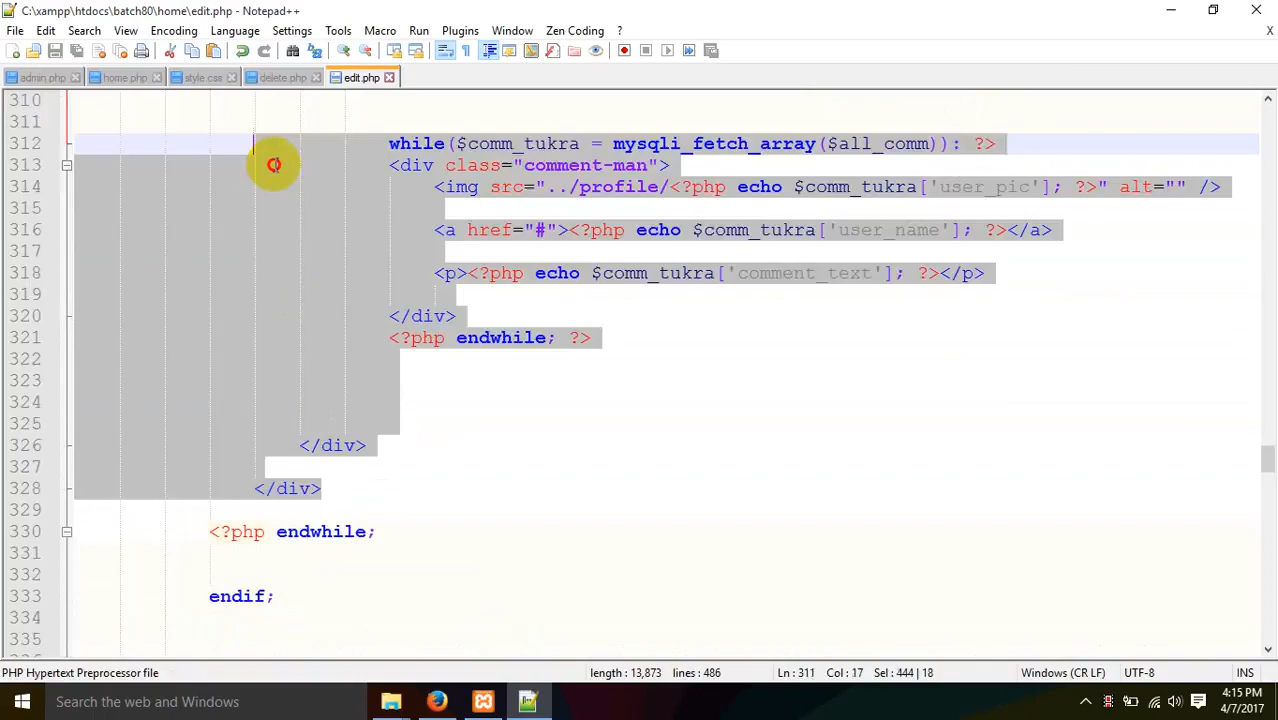 C:\xampp\htdocs\batch80\home\edit.php - Notepad++
File Edit Search View Encoding Language Settings Tools Macro Run Plugins Window Zen Coding ?
X
admin.php home.php style.css delete.php edit.php
310
311
312 while($comm_tukra = mysqli_fetch_array($all_comm)): ?>
313 <div class="comment-man">
314 <img src="../profile/<?php echo $comm_tukra['user_pic']; ?>" alt="" />
315
316 <a href="#"><?php echo $comm_tukra['user_name']; ?></a>
317
318 <p><?php echo $comm_tukra['comment_text']; ?></p>
319
320 </div>
321 <?php endwhile; ?>
322
323
324
325
326 </div>
327
328 </div>
329
330 <?php endwhile;
331
332
333 endif;
334
335
PHP Hypertext Preprocessor file length : 13,873 lines : 486 Ln : 311 Col : 17 Sel : 444 | 18 Windows (CR LF) UTF-8 INS
Search the web and Windows 4:15 PM
4/7/2017